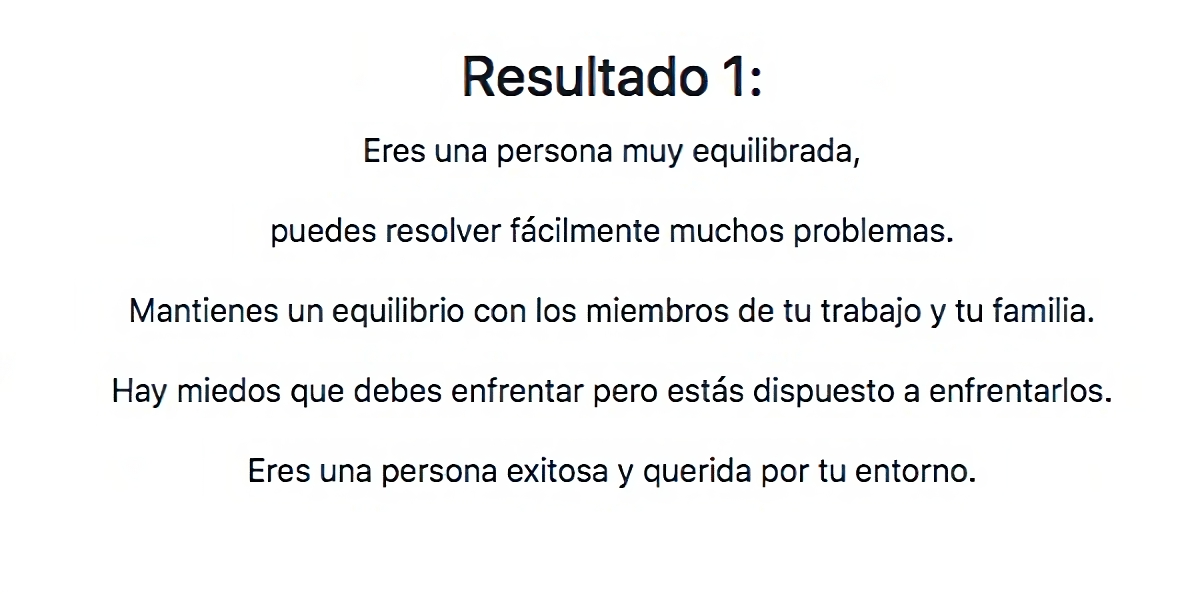 Resultado 1:
Eres una persona muy equilibrada,
puedes resolver fácilmente muchos problemas.
Mantienes un equilibrio con los miembros de tu trabajo y tu familia.
Hay miedos que debes enfrentar pero estás dispuesto a enfrentarlos.
Eres una persona exitosa y querida por tu entorno.